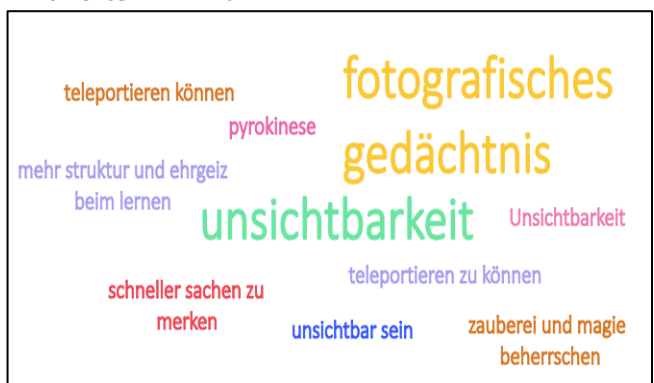 fotografisches
gedächtnis
teleportieren können
pyrokinese
mehr struktur und ehrgeiz
beim lernen
unsichtbarkeit
Unsichtbarkeit
teleportieren zu können
schneller sachen zu
merken
unsichtbar sein
zauberei und magie
beherrschen